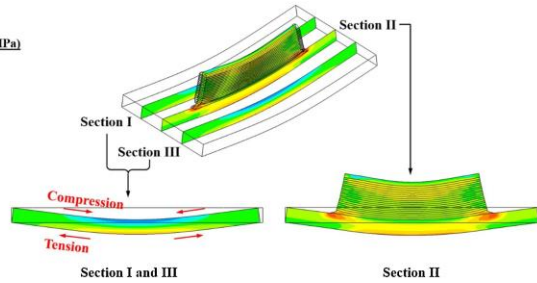 Section II
Pa)
Section I
Section III
Compression
Tension
Section I and III
Section II